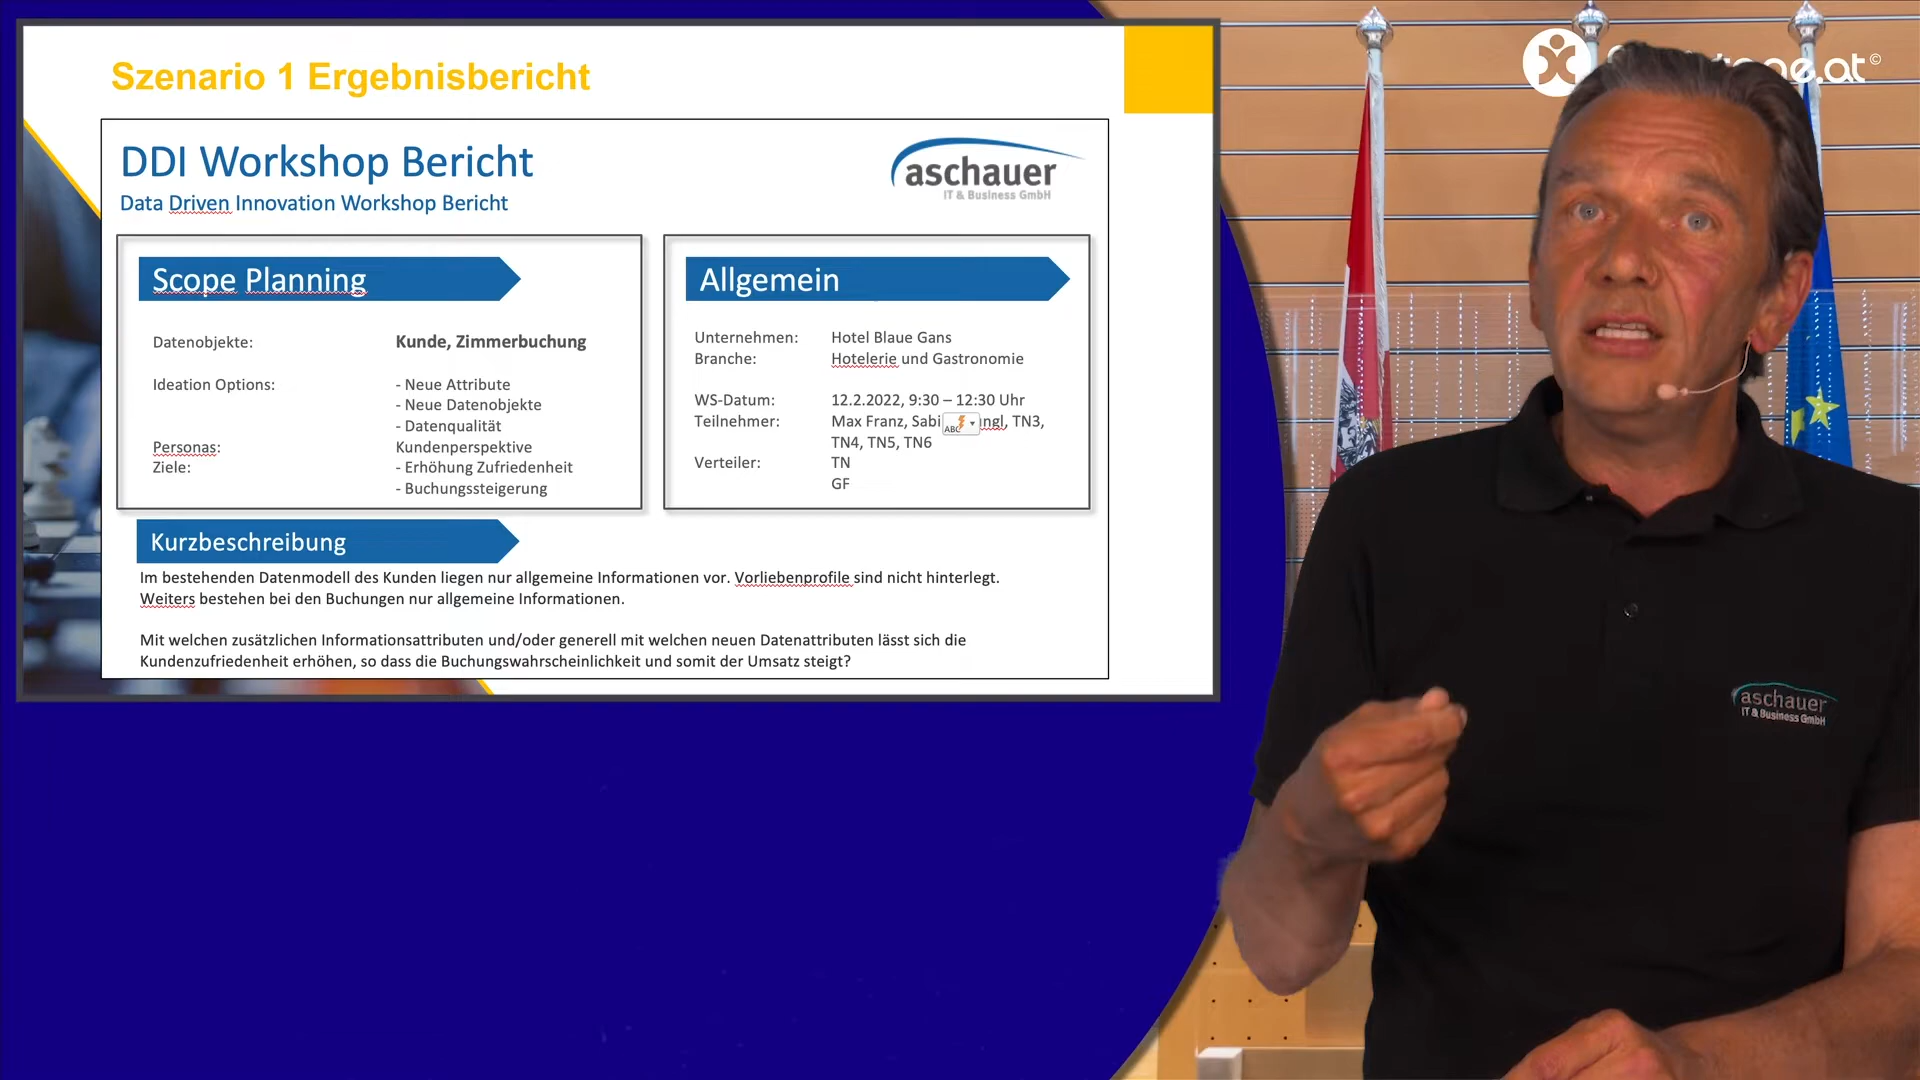 Szenario 1 Ergebnisbericht
DDI Workshop Bericht
Data Driven Innovation Workshop Bericht
aschauer
IT & Business GmbH
Scope Planning
Datenobjekte: Kunde, Zimmerbuchung
Ideation Options: - Neue Attribute
- Neue Datenobjekte
- Datenqualität
Personas: Kundenperspektive
Ziele: - Erhöhung Zufriedenheit
- Buchungssteigerung
Allgemein
Unternehmen: Hotel Blaue Gans
Branche: Hotelerie und Gastronomie
WS-Datum: 12.2.2022, 9:30 – 12:30 Uhr
Teilnehmer: Max Franz, TN3,
TN4, TN5, TN6
Verteiler: TN
GF
Kurzbeschreibung
Im bestehenden Datenmodell des Kunden liegen nur allgemeine Informationen vor. Vorliebenprofile sind nicht hinterlegt.
Weiters bestehen bei den Buchungen nur allgemeine Informationen.
Mit welchen zusätzlichen Informationsattributen und/oder generell mit welchen neuen Datenattributen lässt sich die
Kundenzufriedenheit erhöhen, so dass die Buchungswahrscheinlichkeit und somit der Umsatz steigt?
aschauer
IT & Business GmbH